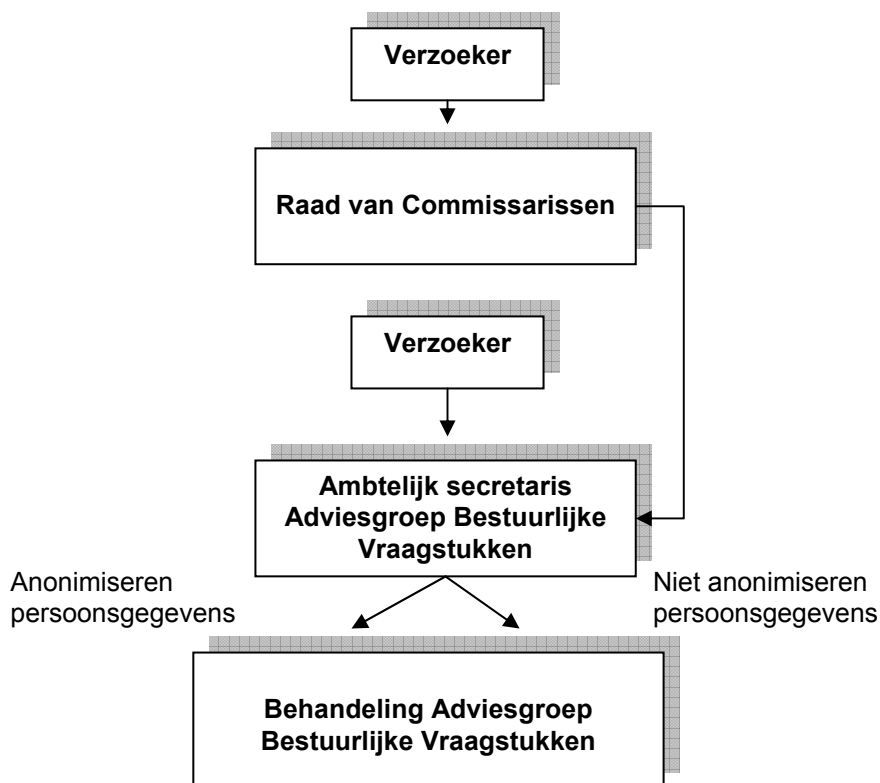 Verzoeker
Raad van Commissarissen
Verzoeker
Ambtelijk secretaris
Adviesgroep Bestuurlijke
Vraagstukken
Anonimiseren
persoonsgegevens
Niet anonimiseren
persoonsgegevens
Behandeling Adviesgroep
Bestuurlijke Vraagstukken